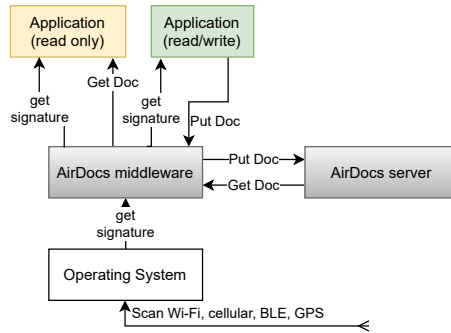 Application
(read only)
Application
(read/write)
get
signature
Get Doc
get
signature
Put Doc
AirDocs middleware
Put Doc
Get Doc
AirDocs server
get
signature
Operating System
Scan Wi-Fi, cellular, BLE, GPS